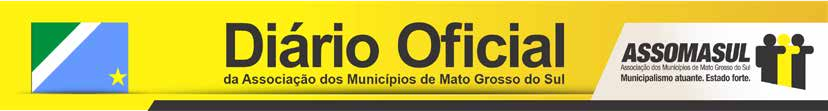 Diário Oficial
da Associação dos Municípios de Mato Grosso do Sul
ASSOMASUL
Associação dos Municípios de Mato Grosso do Sul
Municipalismo atuante. Estado forte.